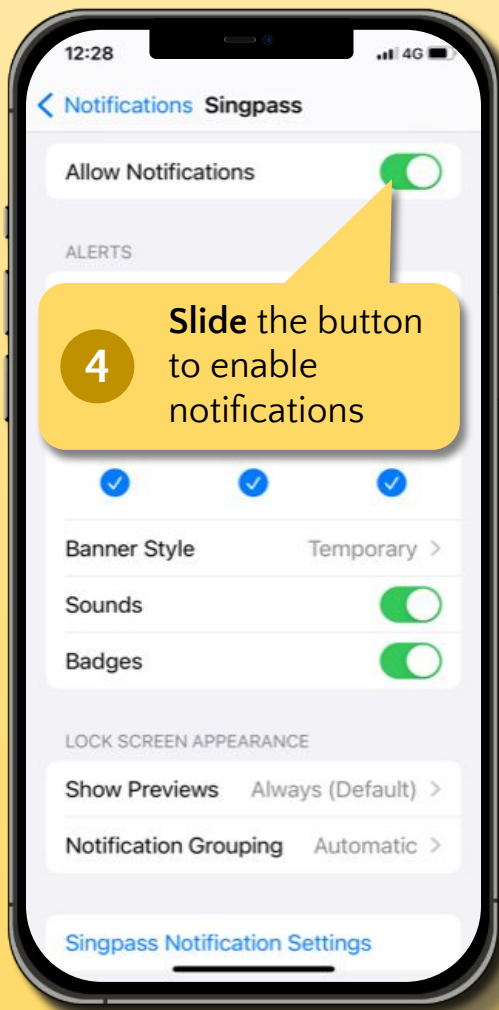 12:28 4G
Notifications Singpass
Allow Notifications
ALERTS
4
Slide the button
to enable
notifications
Banner Style Temporary
Sounds
Badges
LOCK SCREEN APPEARANCE
Show Previews Always (Default)
Notification Grouping Automatic
Singpass Notification Settings